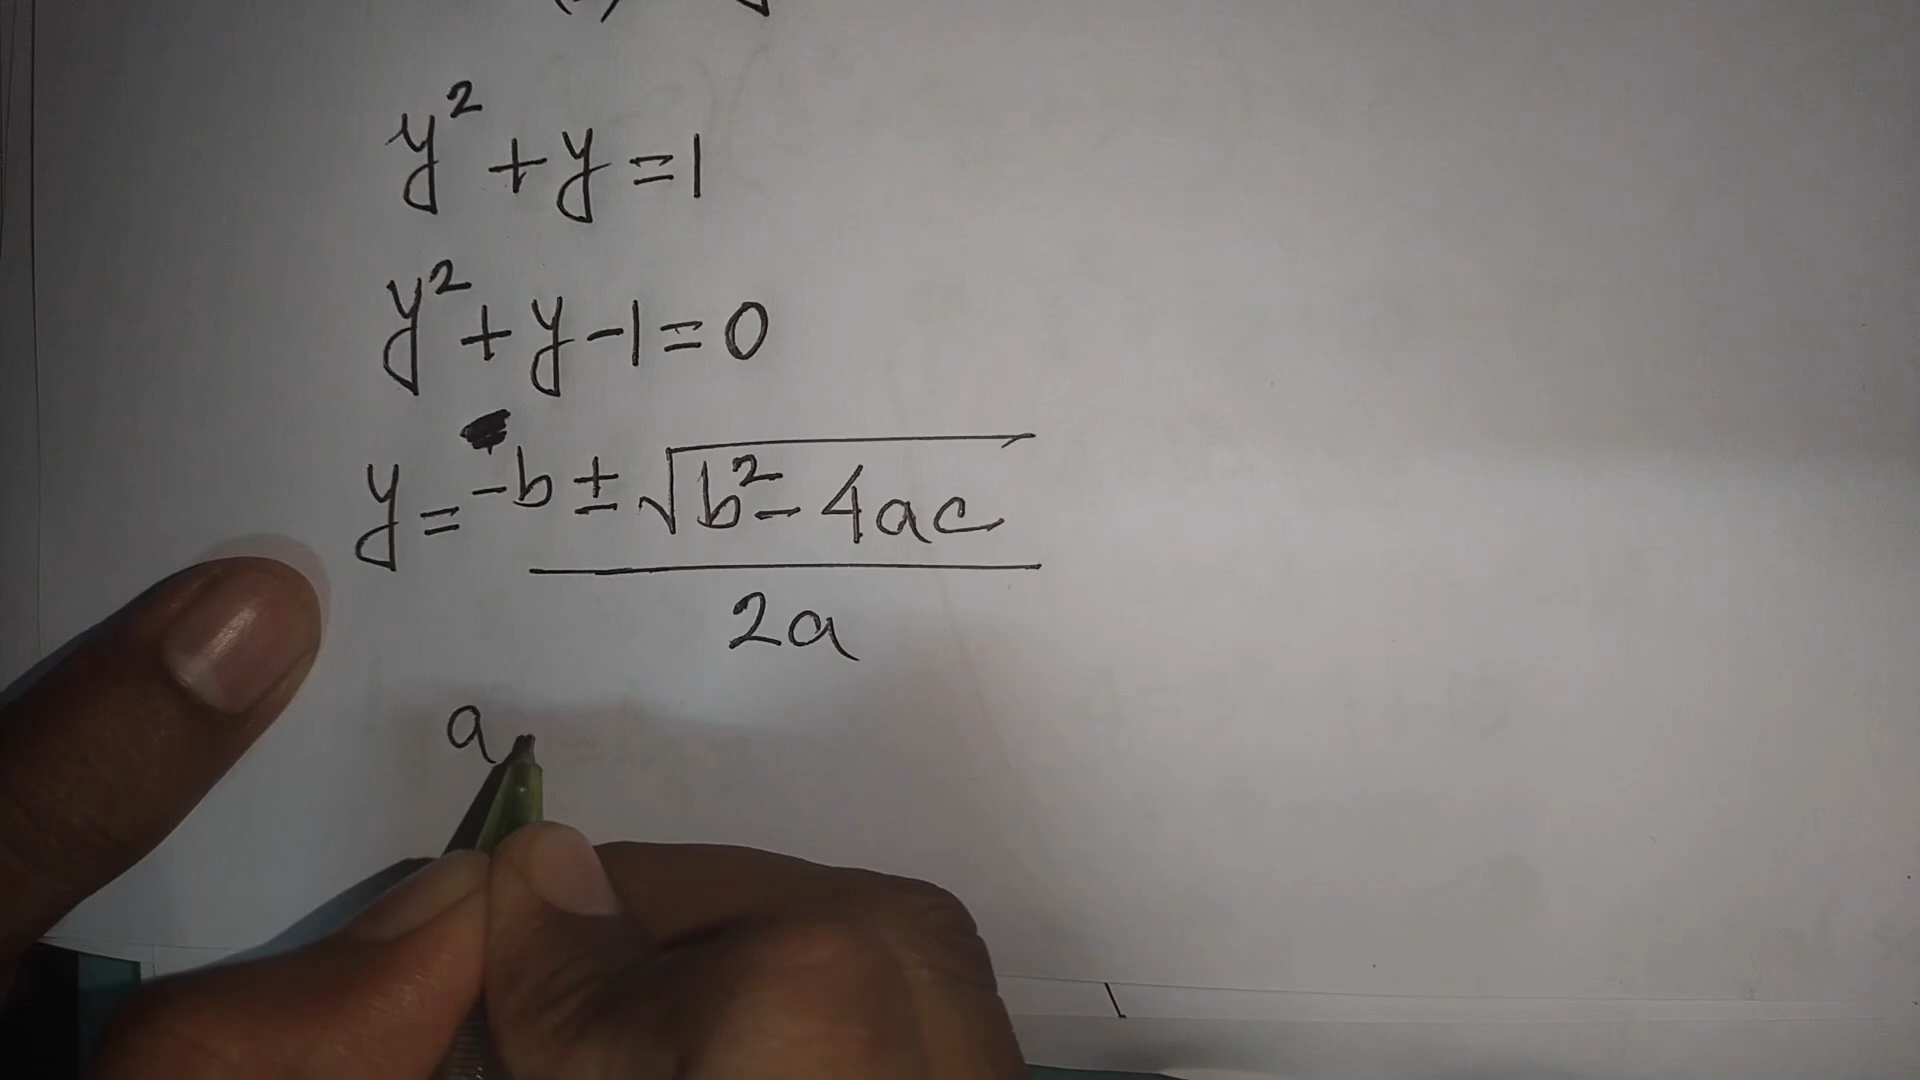 y² + y = 1
y² + y - 1 = 0
y = -b ± √b² - 4ac
2a
a